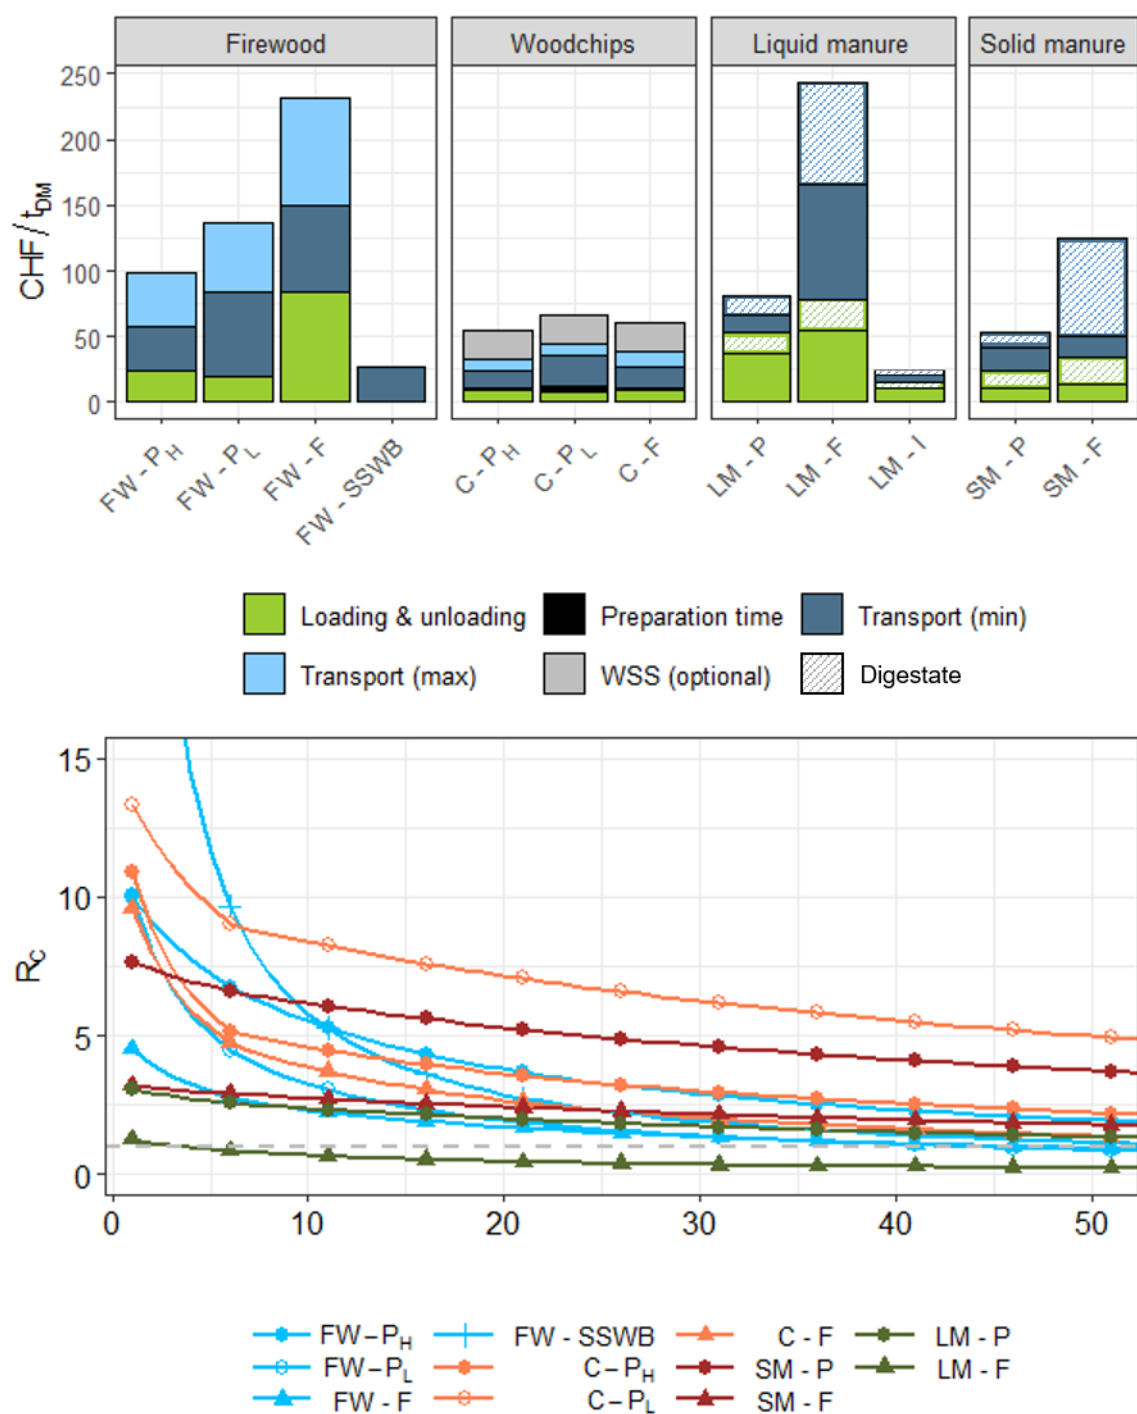 Firewood Woodchips Liquid manure Solid manure
250
200
150
100
50
0
CHF / tDM
FW - PH FW - PL FW - F FW - SSWB C - PH C - PL C - F LM - P LM - F LM - I SM - P SM - F
Loading & unloading Preparation time Transport (min)
Transport (max) WSS (optional) Digestate
15
10
5
0
RC
0 10 20 30 40 50
FW – PH FW - SSWB C - F LM - P
FW – PL C – PH SM - P LM - F
FW - F C – PL SM - F